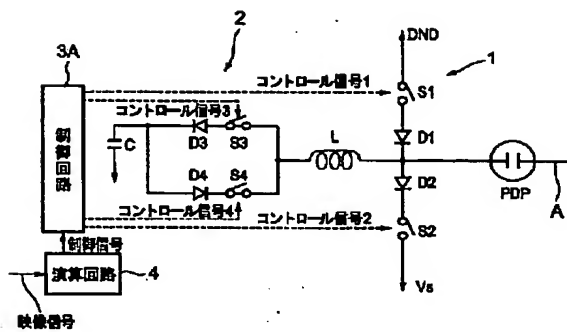 2
DND
1
3A
コントロール信号1
S1
コントロール信号3
制御回路
C
D3
S3
L
D1
D4
S4
D2
PDP
A
コントロール信号4
コントロール信号2
S2
制御信号
演算回路
4
Vs
映像信号